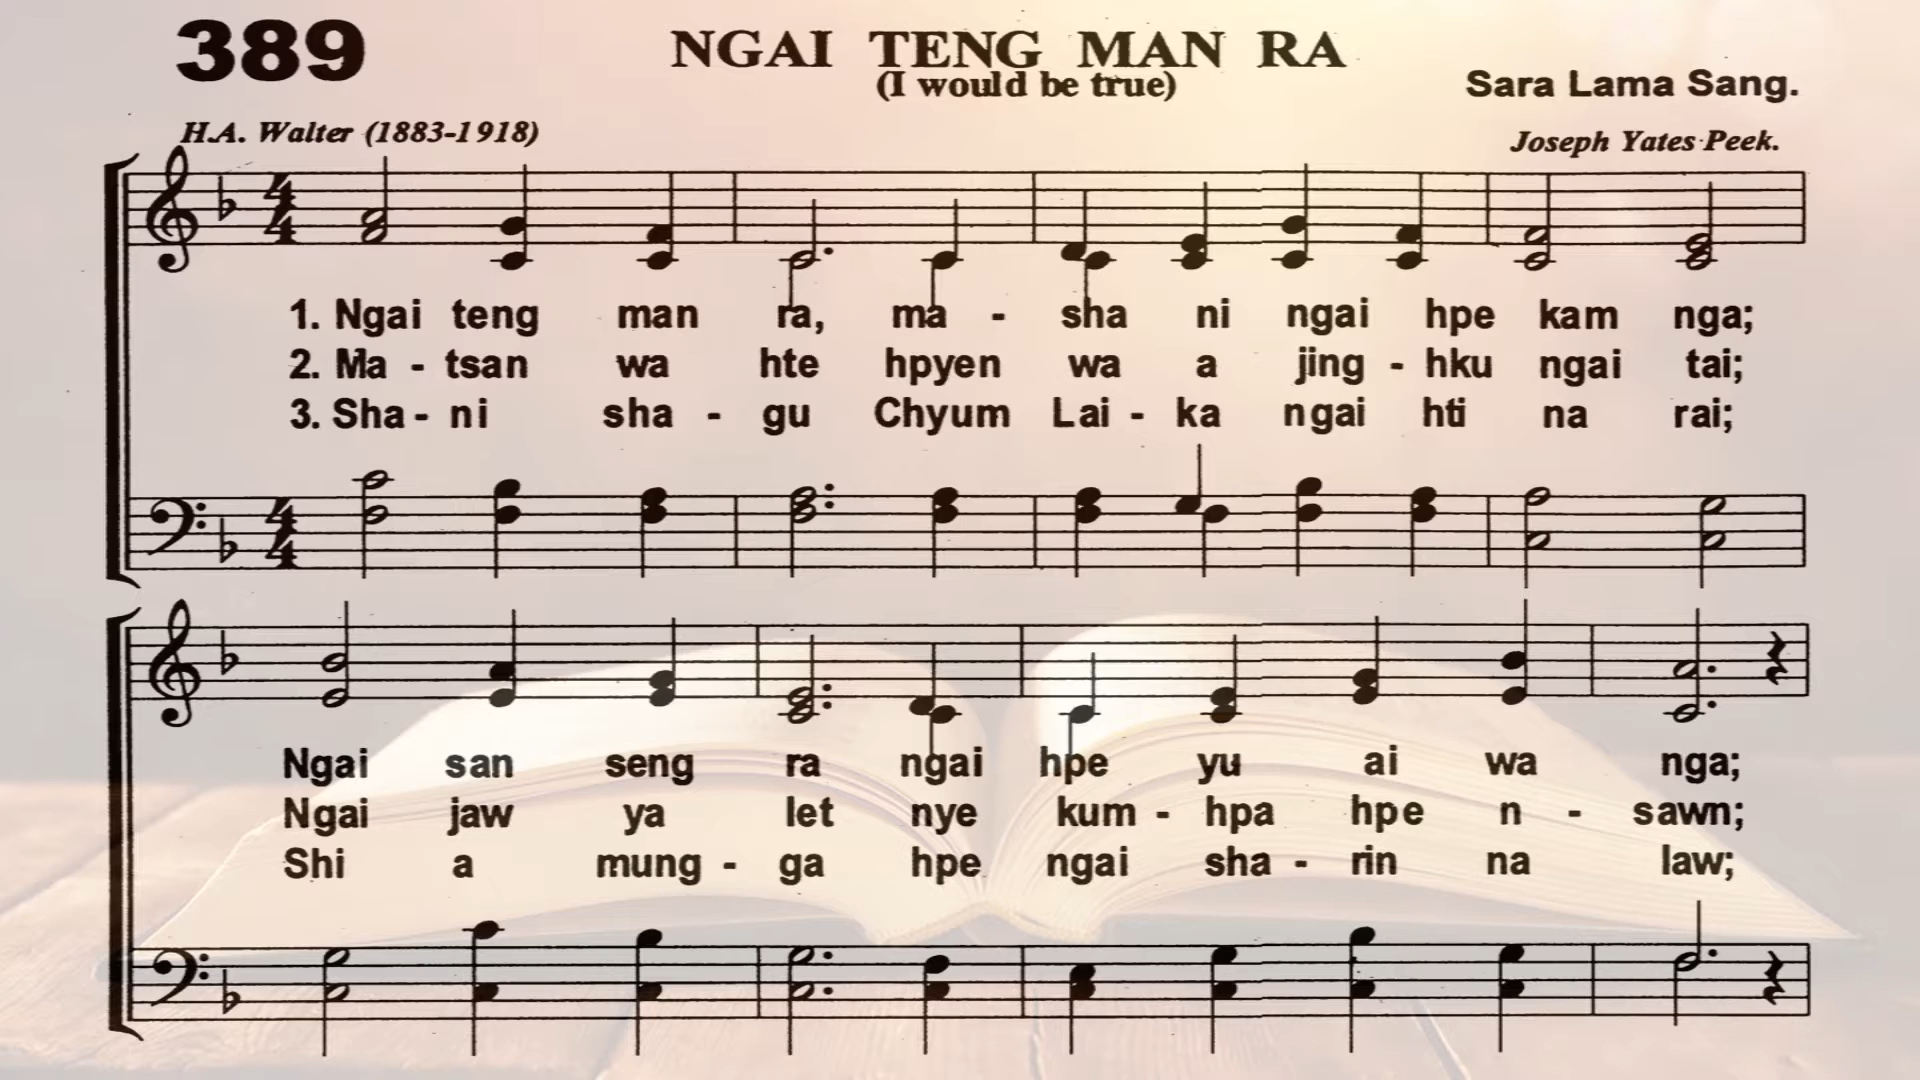 389
NGAI TENG MAN RA
(I would be true)
Sara Lama Sang.
H.A. Walter (1883-1918)
Joseph Yates Peek.
1. Ngai teng man ra, ma - sha ni ngai hpe kam nga;
2. Ma - tsan wa hte hpyen wa a jing - hku ngai tai;
3. Sha - ni sha - gu Chyum Lai - ka ngai hti na rai;
Ngai san seng ra ngai hpe yu ai wa nga;
Ngai jaw ya let nye kum - hpa hpe n - sawn;
Shi a mung - ga hpe ngai sha - rin na law;